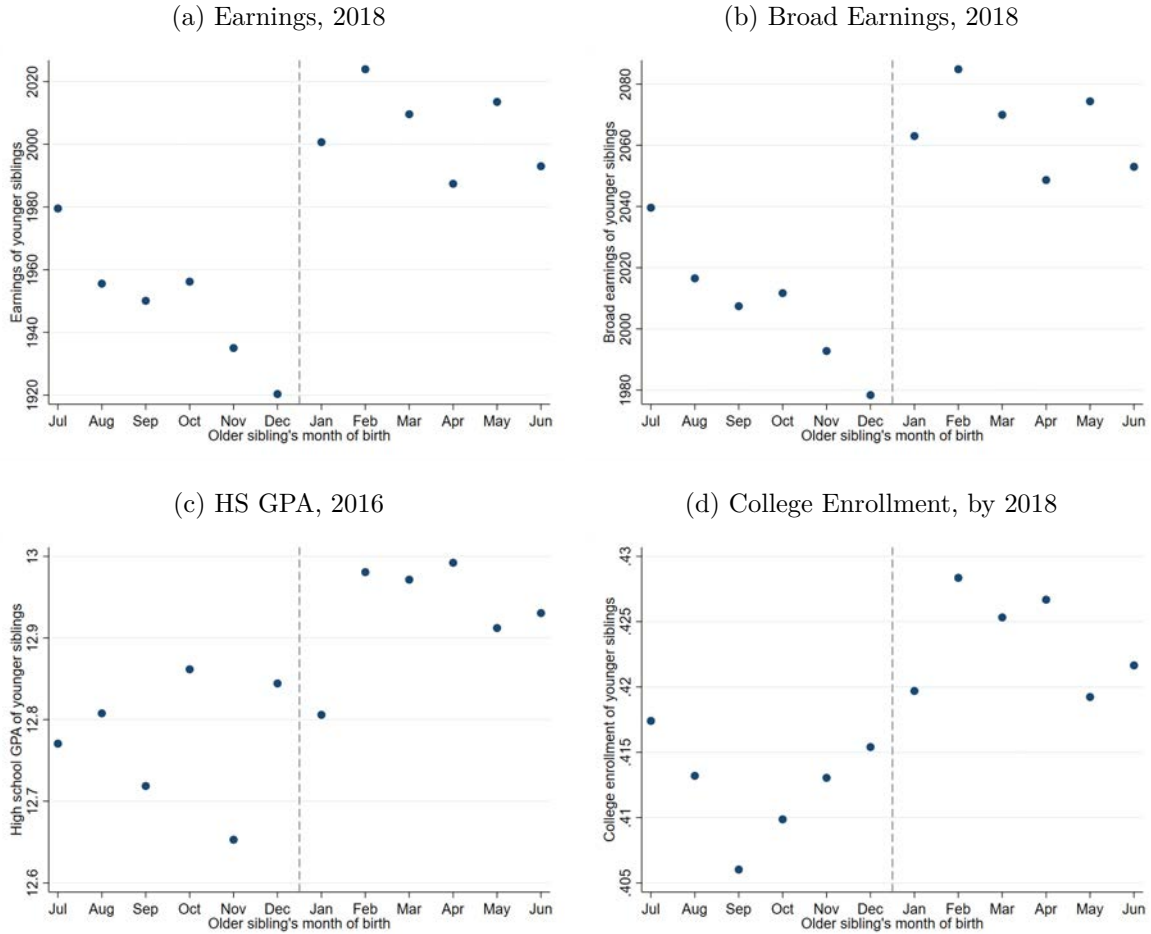 (a) Earnings, 2018
Earnings of younger siblings
2020
2000
1980
1960
1940
1920
Jul Aug Sep Oct Nov Dec Jan Feb Mar Apr May Jun
Older sibling's month of birth
(b) Broad Earnings, 2018
Broad earnings of younger siblings
2080
2060
2040
2020
2000
1980
Jul Aug Sep Oct Nov Dec Jan Feb Mar Apr May Jun
Older sibling's month of birth
(c) HS GPA, 2016
High school GPA of younger siblings
13
12.9
12.8
12.7
12.6
Jul Aug Sep Oct Nov Dec Jan Feb Mar Apr May Jun
Older sibling's month of birth
(d) College Enrollment, by 2018
College enrollment of younger siblings
.43
.425
.42
.415
.41
.405
Jul Aug Sep Oct Nov Dec Jan Feb Mar Apr May Jun
Older sibling's month of birth